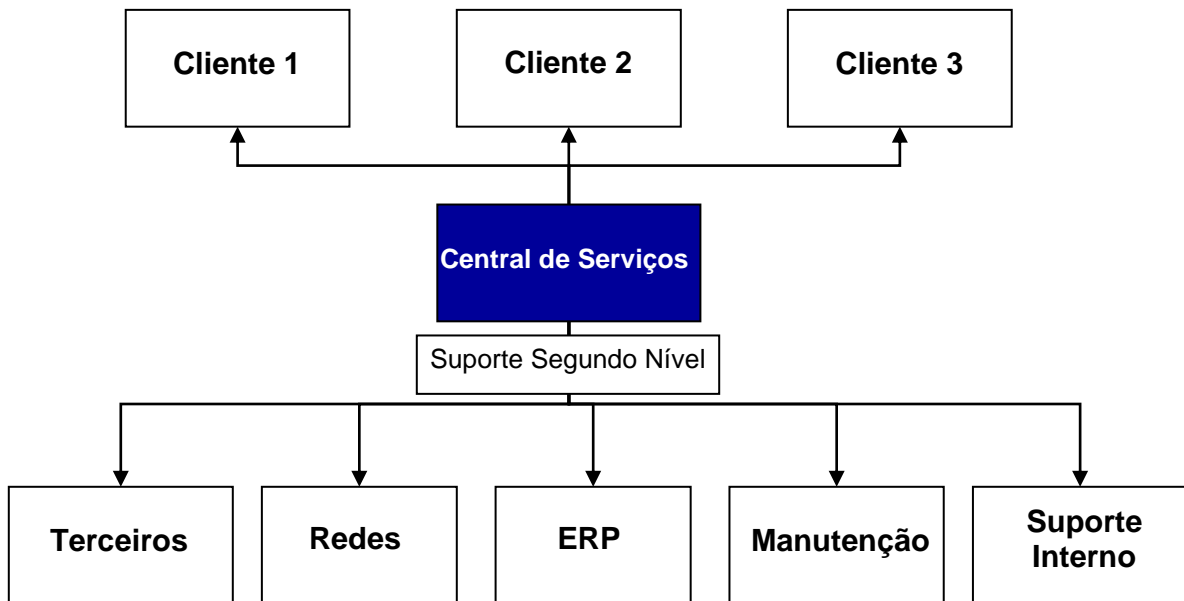 Cliente 1
Cliente 2
Cliente 3
Central de Serviços
Suporte Segundo Nível
Terceiros
Redes
ERP
Manutenção
Suporte
Interno